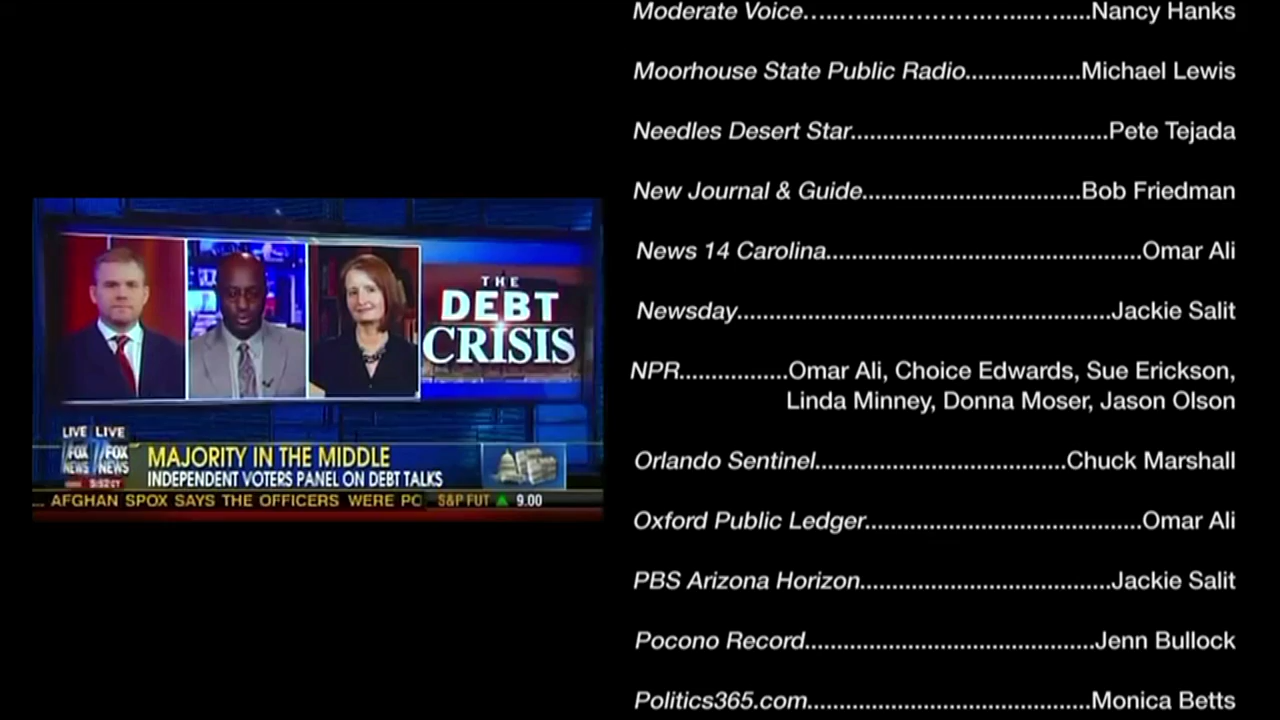 Moderate Voice……………………………...Nancy Hanks
Moorhouse State Public Radio..................Michael Lewis
Needles Desert Star.......................................Pete Tejada
New Journal & Guide.................................Bob Friedman
News 14 Carolina................................................Omar Ali
Newsday.........................................................Jackie Salit
NPR................Omar Ali, Choice Edwards, Sue Erickson,
Linda Minney, Donna Moser, Jason Olson
Orlando Sentinel......................................Chuck Marshall
Oxford Public Ledger..........................................Omar Ali
PBS Arizona Horizon......................................Jackie Salit
Pocono Record............................................Jenn Bullock
Politics365.com...........................................Monica Betts
THE
DEBT
CRISIS
LIVE LIVE
FOX NEWS FOX NEWS
5:52 CT
MAJORITY IN THE MIDDLE
INDEPENDENT VOTERS PANEL ON DEBT TALKS
... AFGHAN SPOX SAYS THE OFFICERS WERE PO S&P FUT ▲ 9.00